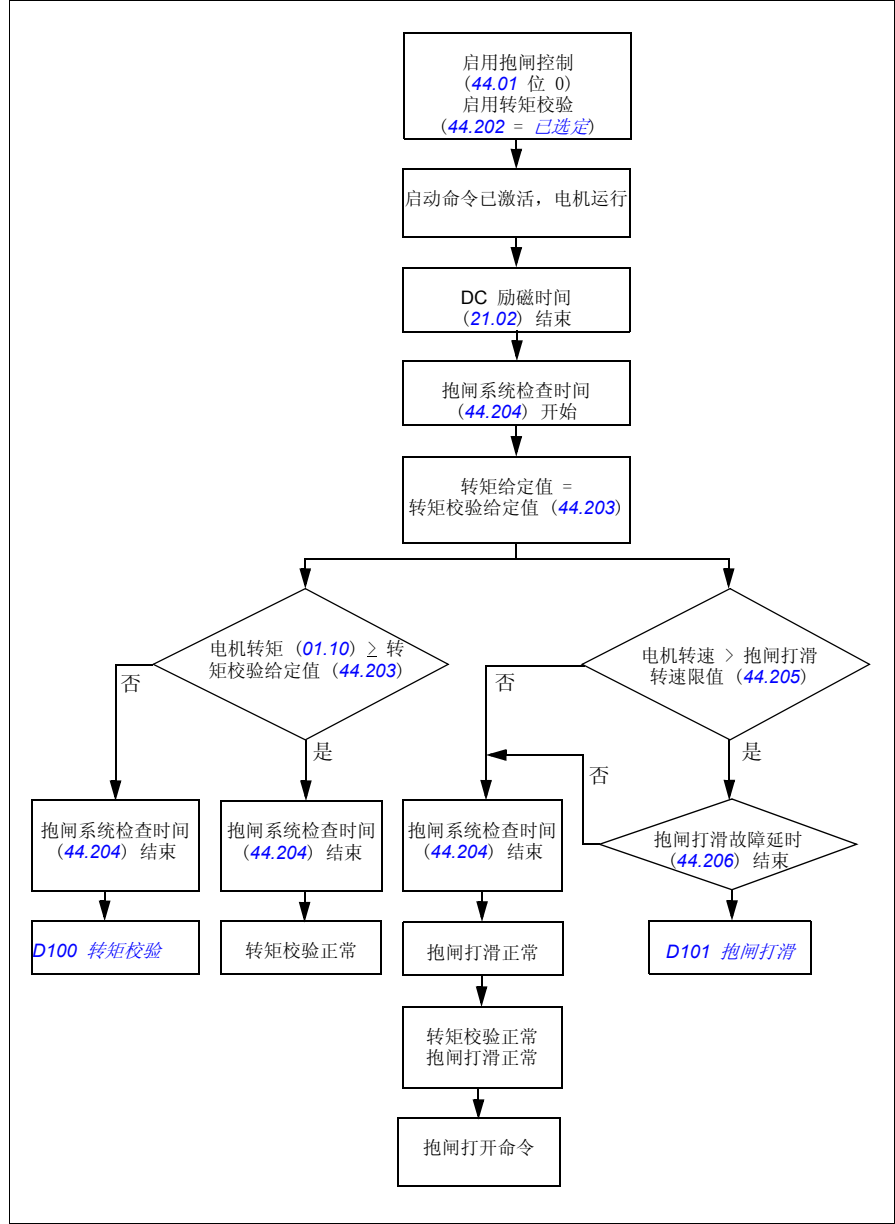 启用抱闸控制
(44.01 位 0)
启用转矩校验
(44.202 = 已选定)
启动命令已激活，电机运行
DC 励磁时间
(21.02) 结束
抱闸系统检查时间
(44.204) 开始
转矩给定值 =
转矩校验给定值 (44.203)
电机转矩 (01.10) ≥ 转
矩校验给定值 (44.203)
电机转速 > 抱闸打滑
转速限值 (44.205)
否
否
是
是
否
抱闸系统检查时间
(44.204) 结束
抱闸系统检查时间
(44.204) 结束
抱闸系统检查时间
(44.204) 结束
抱闸打滑故障延时
(44.206) 结束
D100 转矩校验
转矩校验正常
抱闸打滑正常
D101 抱闸打滑
转矩校验正常
抱闸打滑正常
抱闸打开命令